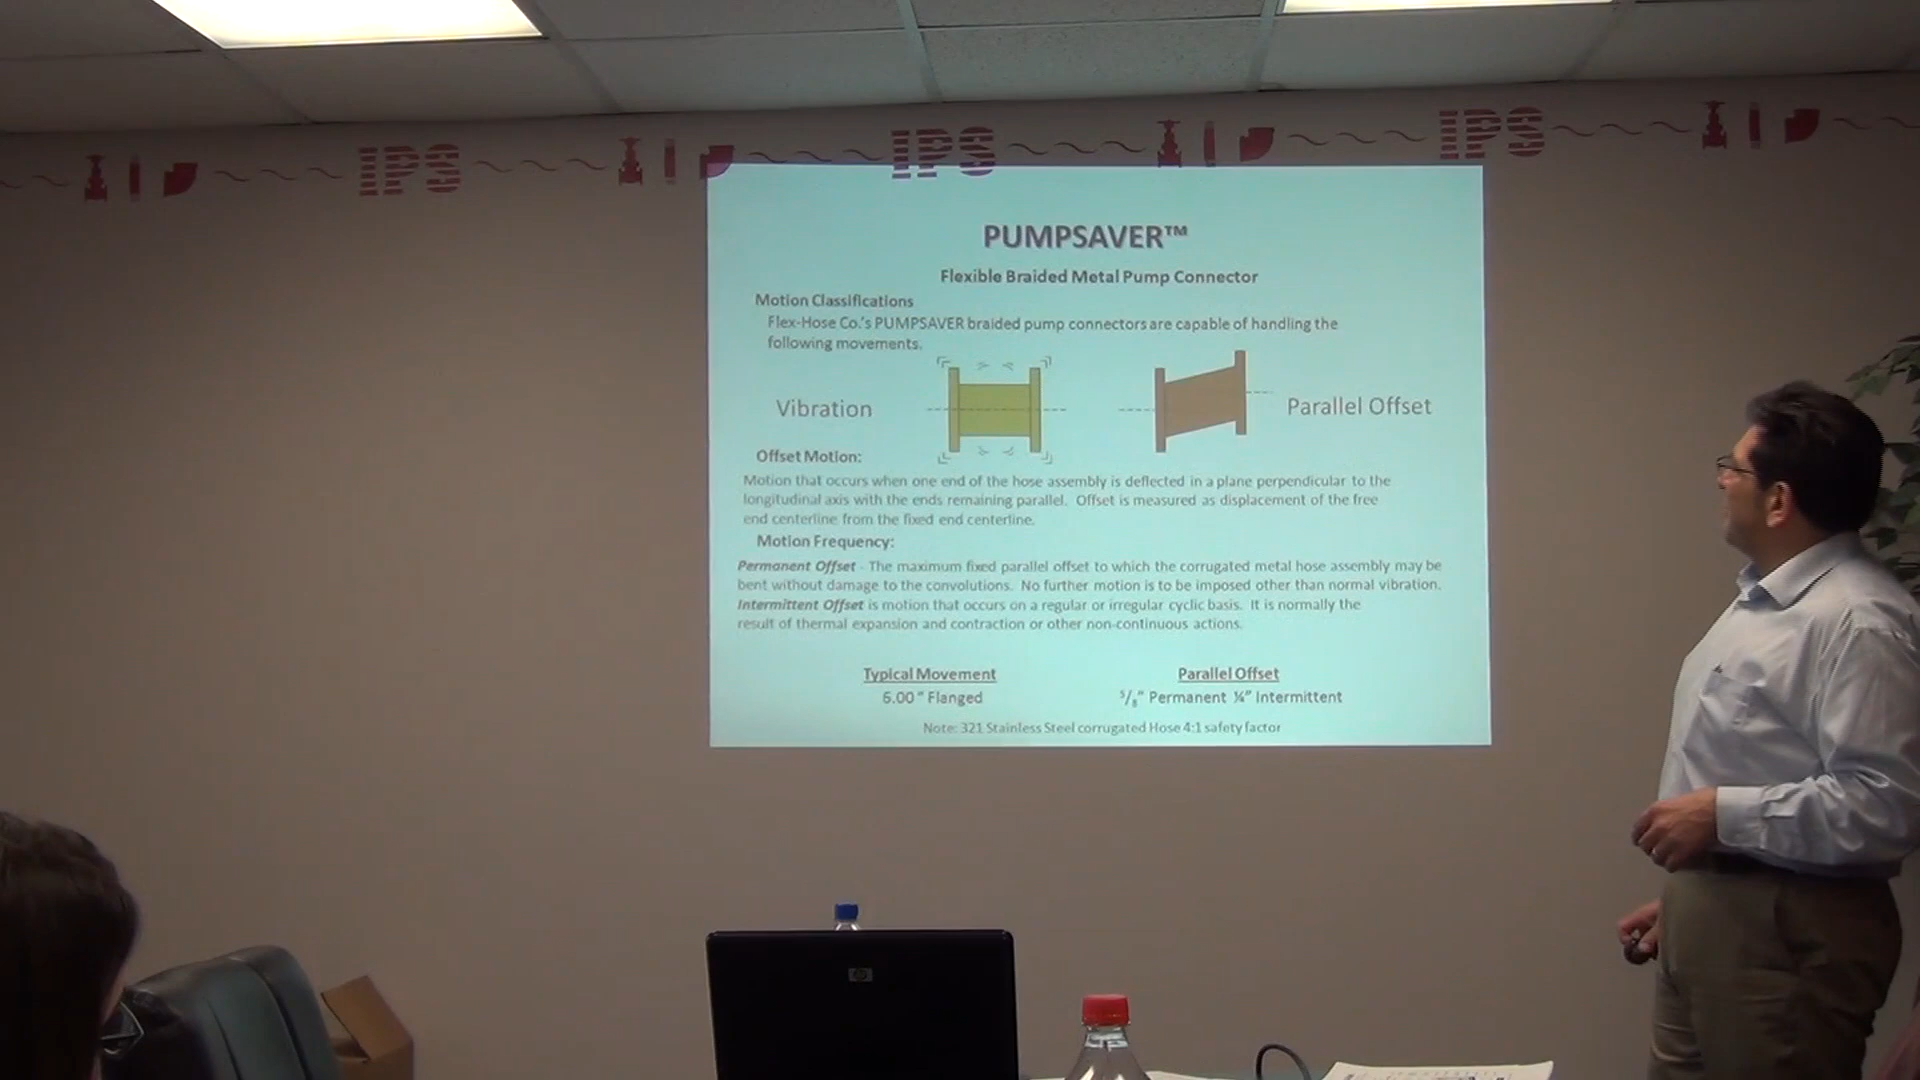 IPS IPS IPS
PUMPSAVER™
Flexible Braided Metal Pump Connector
Motion Classifications
Flex-Hose Co.'s PUMPSAVER braided pump connectors are capable of handling the
following movements.
Vibration
Parallel Offset
Offset Motion:
Motion that occurs when one end of the hose assembly is deflected in a plane perpendicular to the
longitudinal axis with the ends remaining parallel. Offset is measured as displacement of the free
end centerline from the fixed end centerline.
Motion Frequency:
Permanent Offset - The maximum fixed parallel offset to which the corrugated metal hose assembly may be
bent without damage to the convolutions. No further motion is to be imposed other than normal vibration.
Intermittent Offset is motion that occurs on a regular or irregular cyclic basis. It is normally the
result of thermal expansion and contraction or other non-continuous actions.
Typical Movement Parallel Offset
6.00 " Flanged 5/8" Permanent ¼" Intermittent
Note: 321 Stainless Steel corrugated Hose 4:1 safety factor
hp